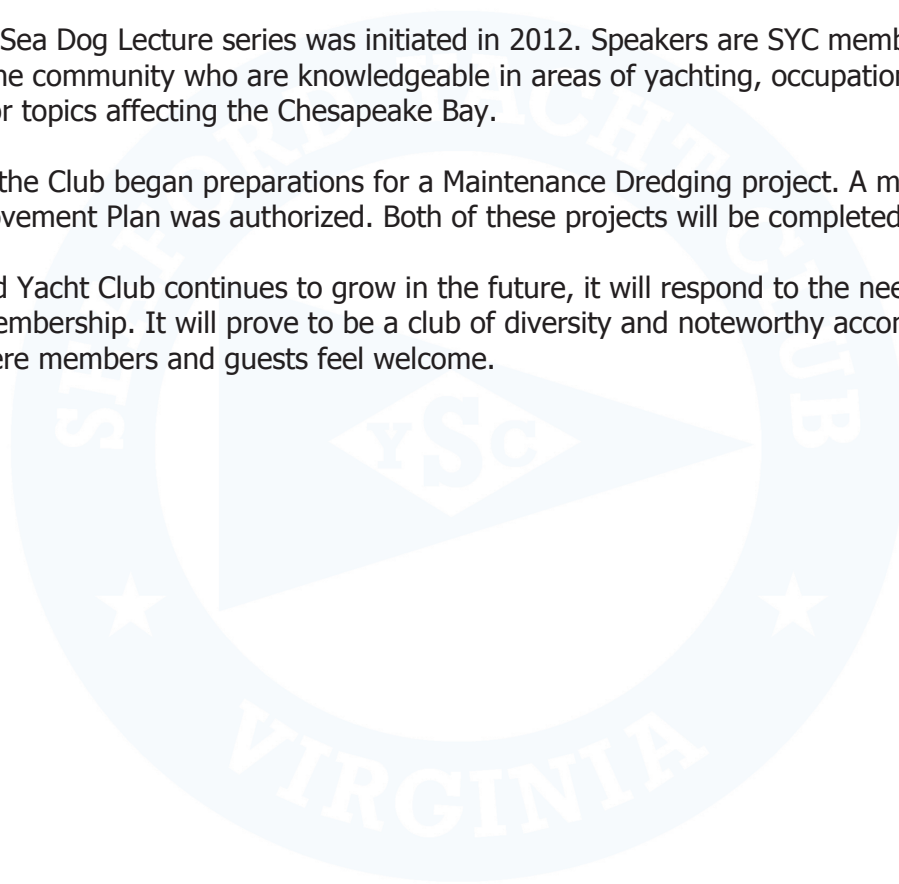 Sea Dog Lecture series was initiated in 2012. Speakers are SYC memb
he community who are knowledgeable in areas of yachting, occupation
or topics affecting the Chesapeake Bay.
the Club began preparations for a Maintenance Dredging project. A m
ovement Plan was authorized. Both of these projects will be completed
d Yacht Club continues to grow in the future, it will respond to the nee
embership. It will prove to be a club of diversity and noteworthy accor
ere members and guests feel welcome.
YACHT CLUB
YSC
VIRGINIA